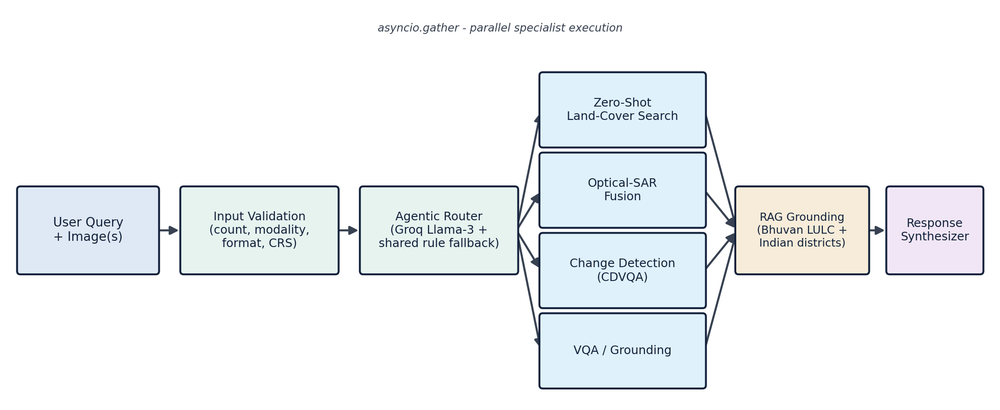 asyncio.gather - parallel specialist execution
User Query
+ Image(s)
Input Validation
(count, modality,
format, CRS)
Agentic Router
(Groq Llama-3 +
shared rule fallback)
Zero-Shot
Land-Cover Search
Optical-SAR
Fusion
Change Detection
(CDVQA)
VQA / Grounding
RAG Grounding
(Bhuvan LULC +
Indian districts)
Response
Synthesizer